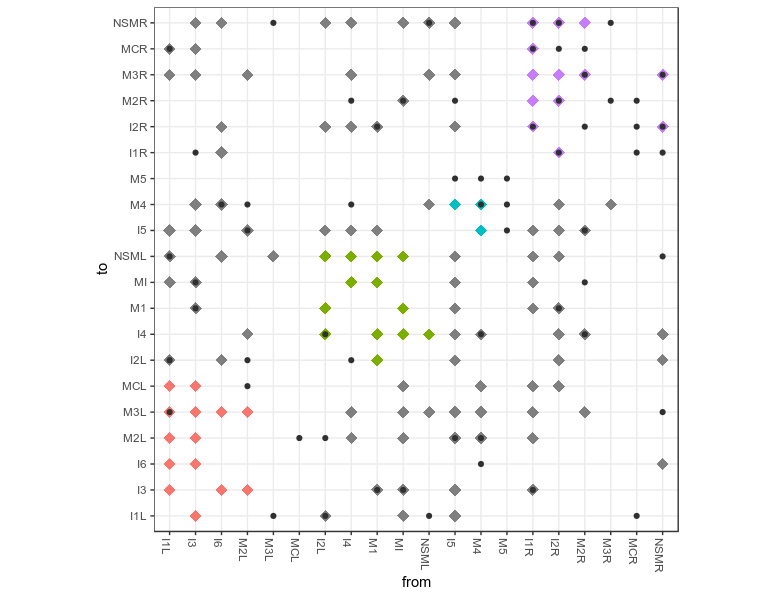 NSMR
MCR
M3R
M2R
I2R
I1R
M5
M4
I5
NSML
MI
M1
I4
I2L
MCL
M3L
M2L
I6
I3
I1L
to
I1L
I3
I6
M2L
M3L
MCL
I2L
I4
M1
MI
NSML
I5
M4
M5
I1R
I2R
M2R
M3R
MCR
NSMR
from